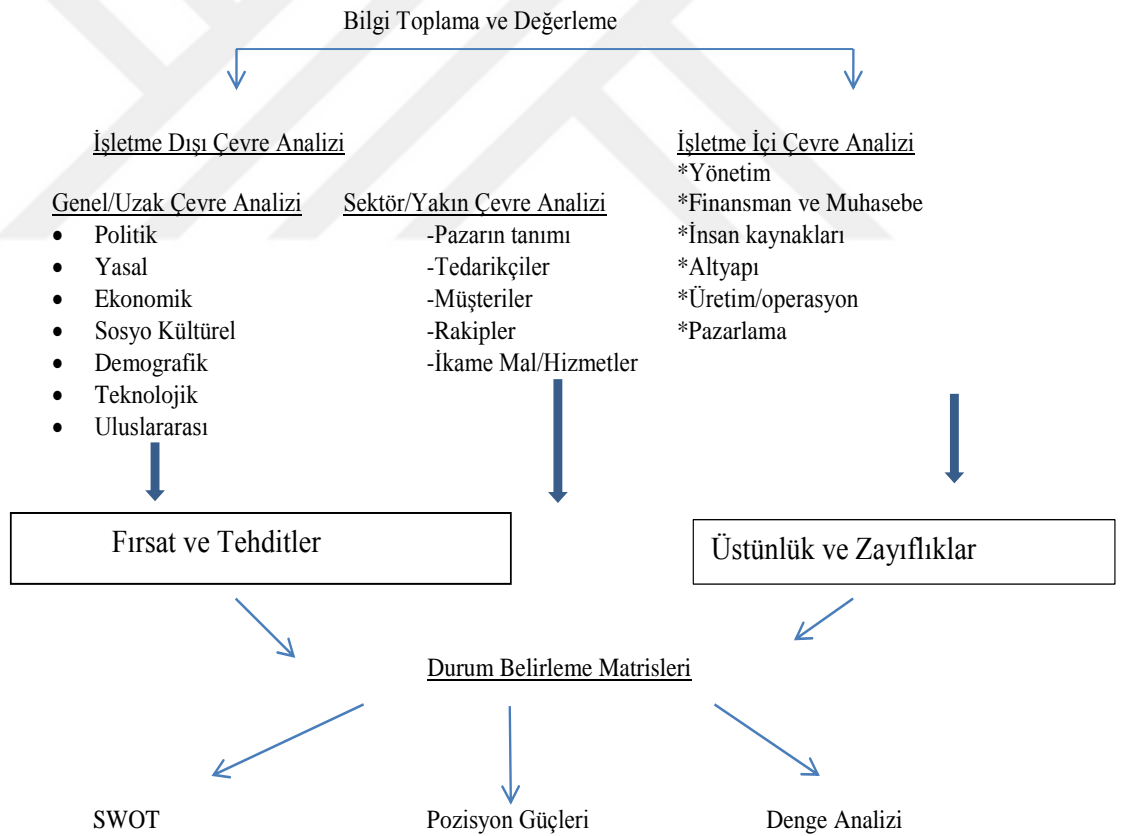 Bilgi Toplama ve Değerleme
İşletme Dışı Çevre Analizi
Genel/Uzak Çevre Analizi
• Politik
• Yasal
• Ekonomik
• Sosyo Kültürel
• Demografik
• Teknolojik
• Uluslararası
Sektör/Yakın Çevre Analizi
-Pazarın tanımı
-Tedarikçiler
-Müşteriler
-Rakipler
-İkame Mal/Hizmetler
İşletme İçi Çevre Analizi
*Yönetim
*Finansman ve Muhasebe
*İnsan kaynakları
*Altyapı
*Üretim/operasyon
*Pazarlama
Fırsat ve Tehditler
Üstünlük ve Zayıflıklar
Durum Belirleme Matrisleri
SWOT
Pozisyon Güçleri
Denge Analizi